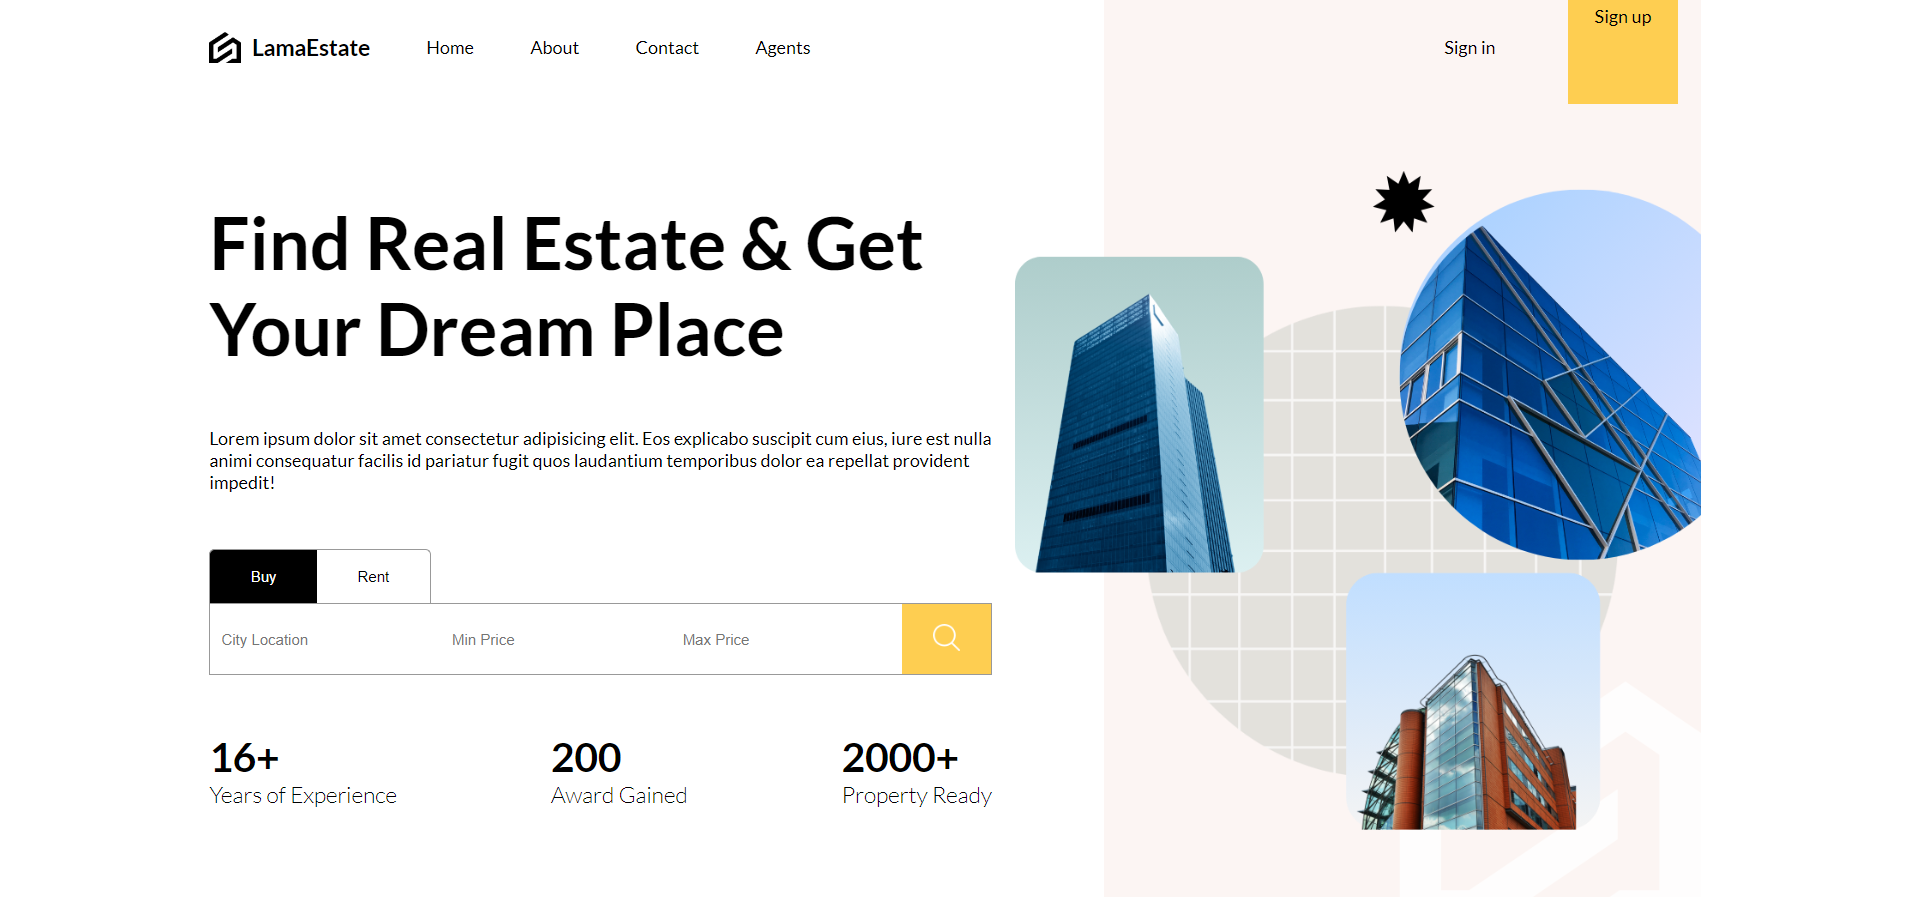 LamaEstate
Home
About
Contact
Agents
Sign in
Sign up
Find Real Estate & Get
Your Dream Place
Lorem ipsum dolor sit amet consectetur adipisicing elit. Eos explicabo suscipit cum eius, iure est nulla
animi consequatur facilis id pariatur fugit quos laudantium temporibus dolor ea repellat provident
impedit!
Buy
Rent
City Location
Min Price
Max Price
16+
Years of Experience
200
Award Gained
2000+
Property Ready